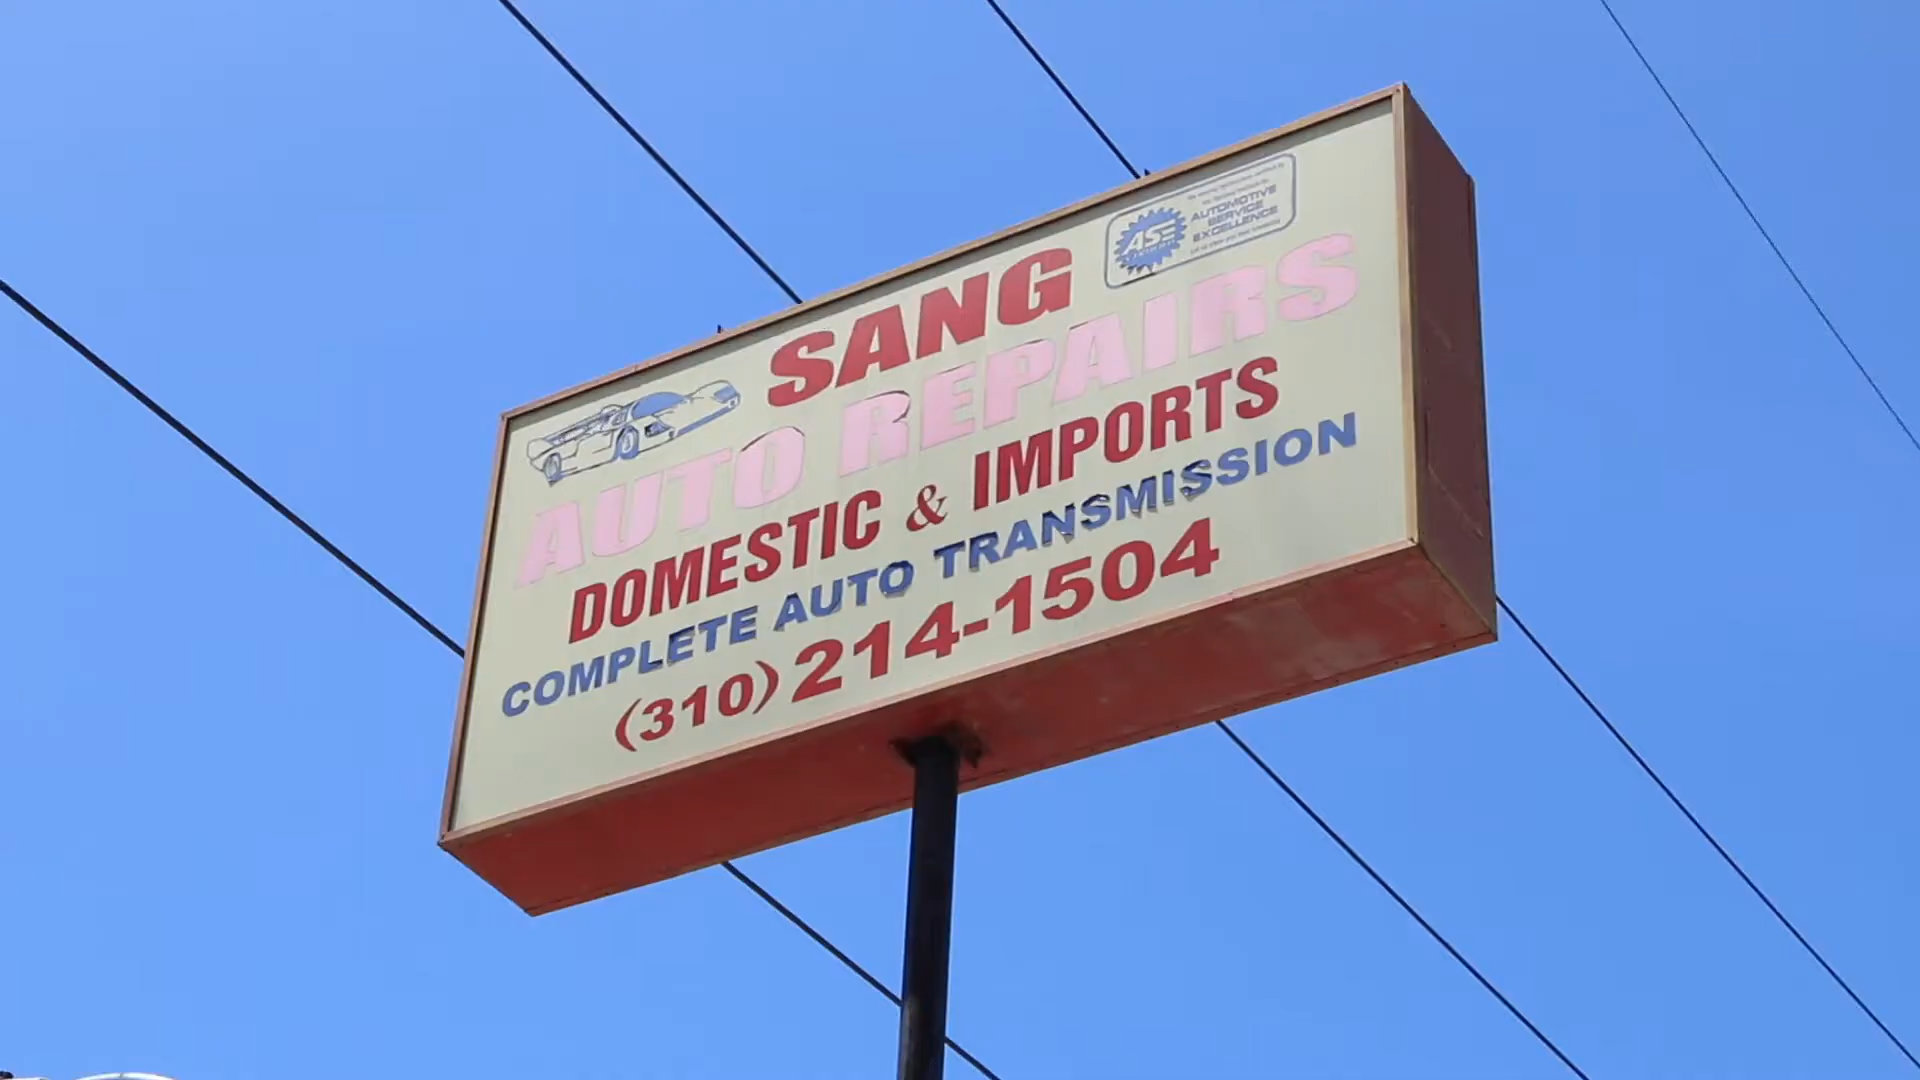 SANG
ASE
AUTOMOTIVE
SERVICE
EXCELLENCE
AUTO REPAIRS
DOMESTIC & IMPORTS
COMPLETE AUTO TRANSMISSION
(310) 214-1504